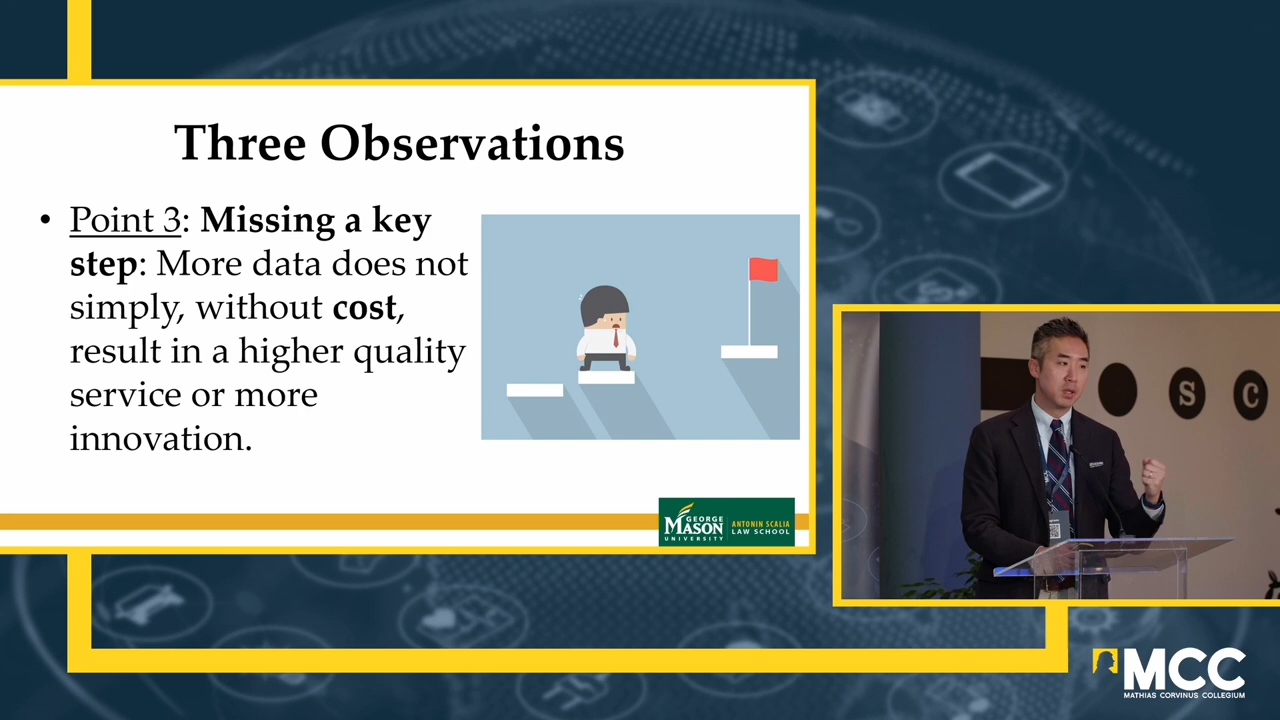 Three Observations
• Point 3: Missing a key
step: More data does not
simply, without cost,
result in a higher quality
service or more
innovation.
GEORGE
MASON
UNIVERSITY
ANTONIN SCALIA
LAW SCHOOL
S C
MCC
MATHIAS CORVINUS COLLEGIUM